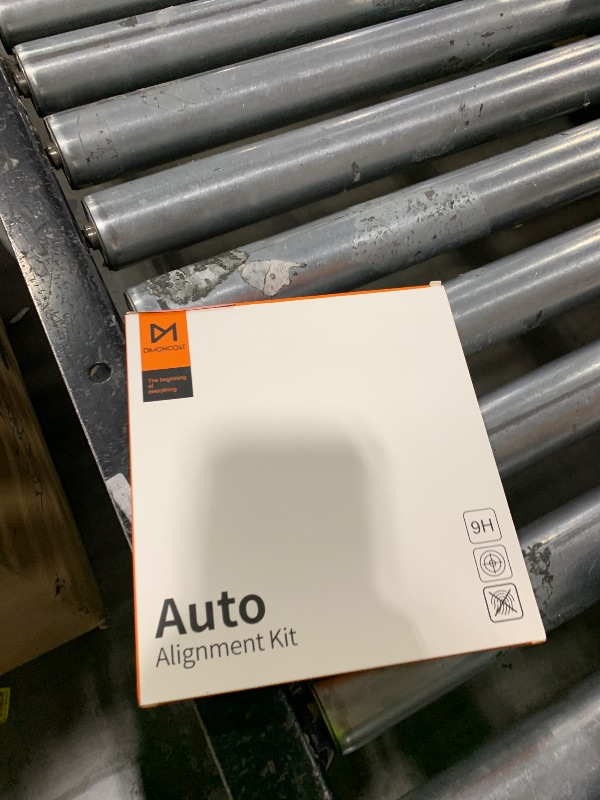 DIMONCOAT
The beginning
of
everything
9H
Auto
Alignment Kit